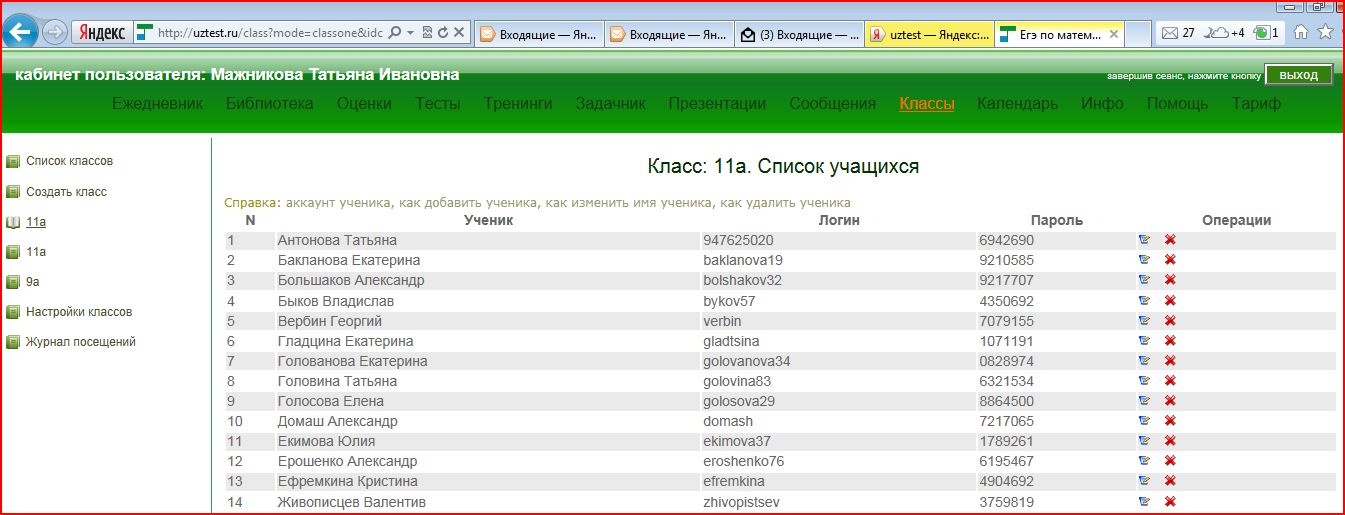 Яндекс http://uztest.ru/class?mode=classone&idc Входящие — Ян... Входящие — Ян... (3) Входящие — ... uztest — Яндекс:... Егэ по матем... 27 +4 1
кабинет пользователя: Мажникова Татьяна Ивановна завершив сеанс, нажмите кнопку ВЫХОД
Ежедневник Библиотека Оценки Тесты Тренинги Задачник Презентации Сообщения Классы Календарь Инфо Помощь Тариф
Список классов
Создать класс
11а
11а
9а
Настройки классов
Журнал посещений
Класс: 11а. Список учащихся
Справка: аккаунт ученика, как добавить ученика, как изменить имя ученика, как удалить ученика
N Ученик Логин Пароль Операции
1 Антонова Татьяна 947625020 6942690
2 Бакланова Екатерина baklanova19 9210585
3 Большаков Александр bolshakov32 9217707
4 Быков Владислав bykov57 4350692
5 Вербин Георгий verbin 7079155
6 Гладцина Екатерина gladtsina 1071191
7 Голованова Екатерина golovanova34 0828974
8 Головина Татьяна golovina83 6321534
9 Голосова Елена golosova29 8864500
10 Домаш Александр domash 7217065
11 Екимова Юлия ekimova37 1789261
12 Ерошенко Александр eroshenko76 6195467
13 Ефремкина Кристина efremkina 4904692
14 Живописцев Валентив zhivopistsev 3759819